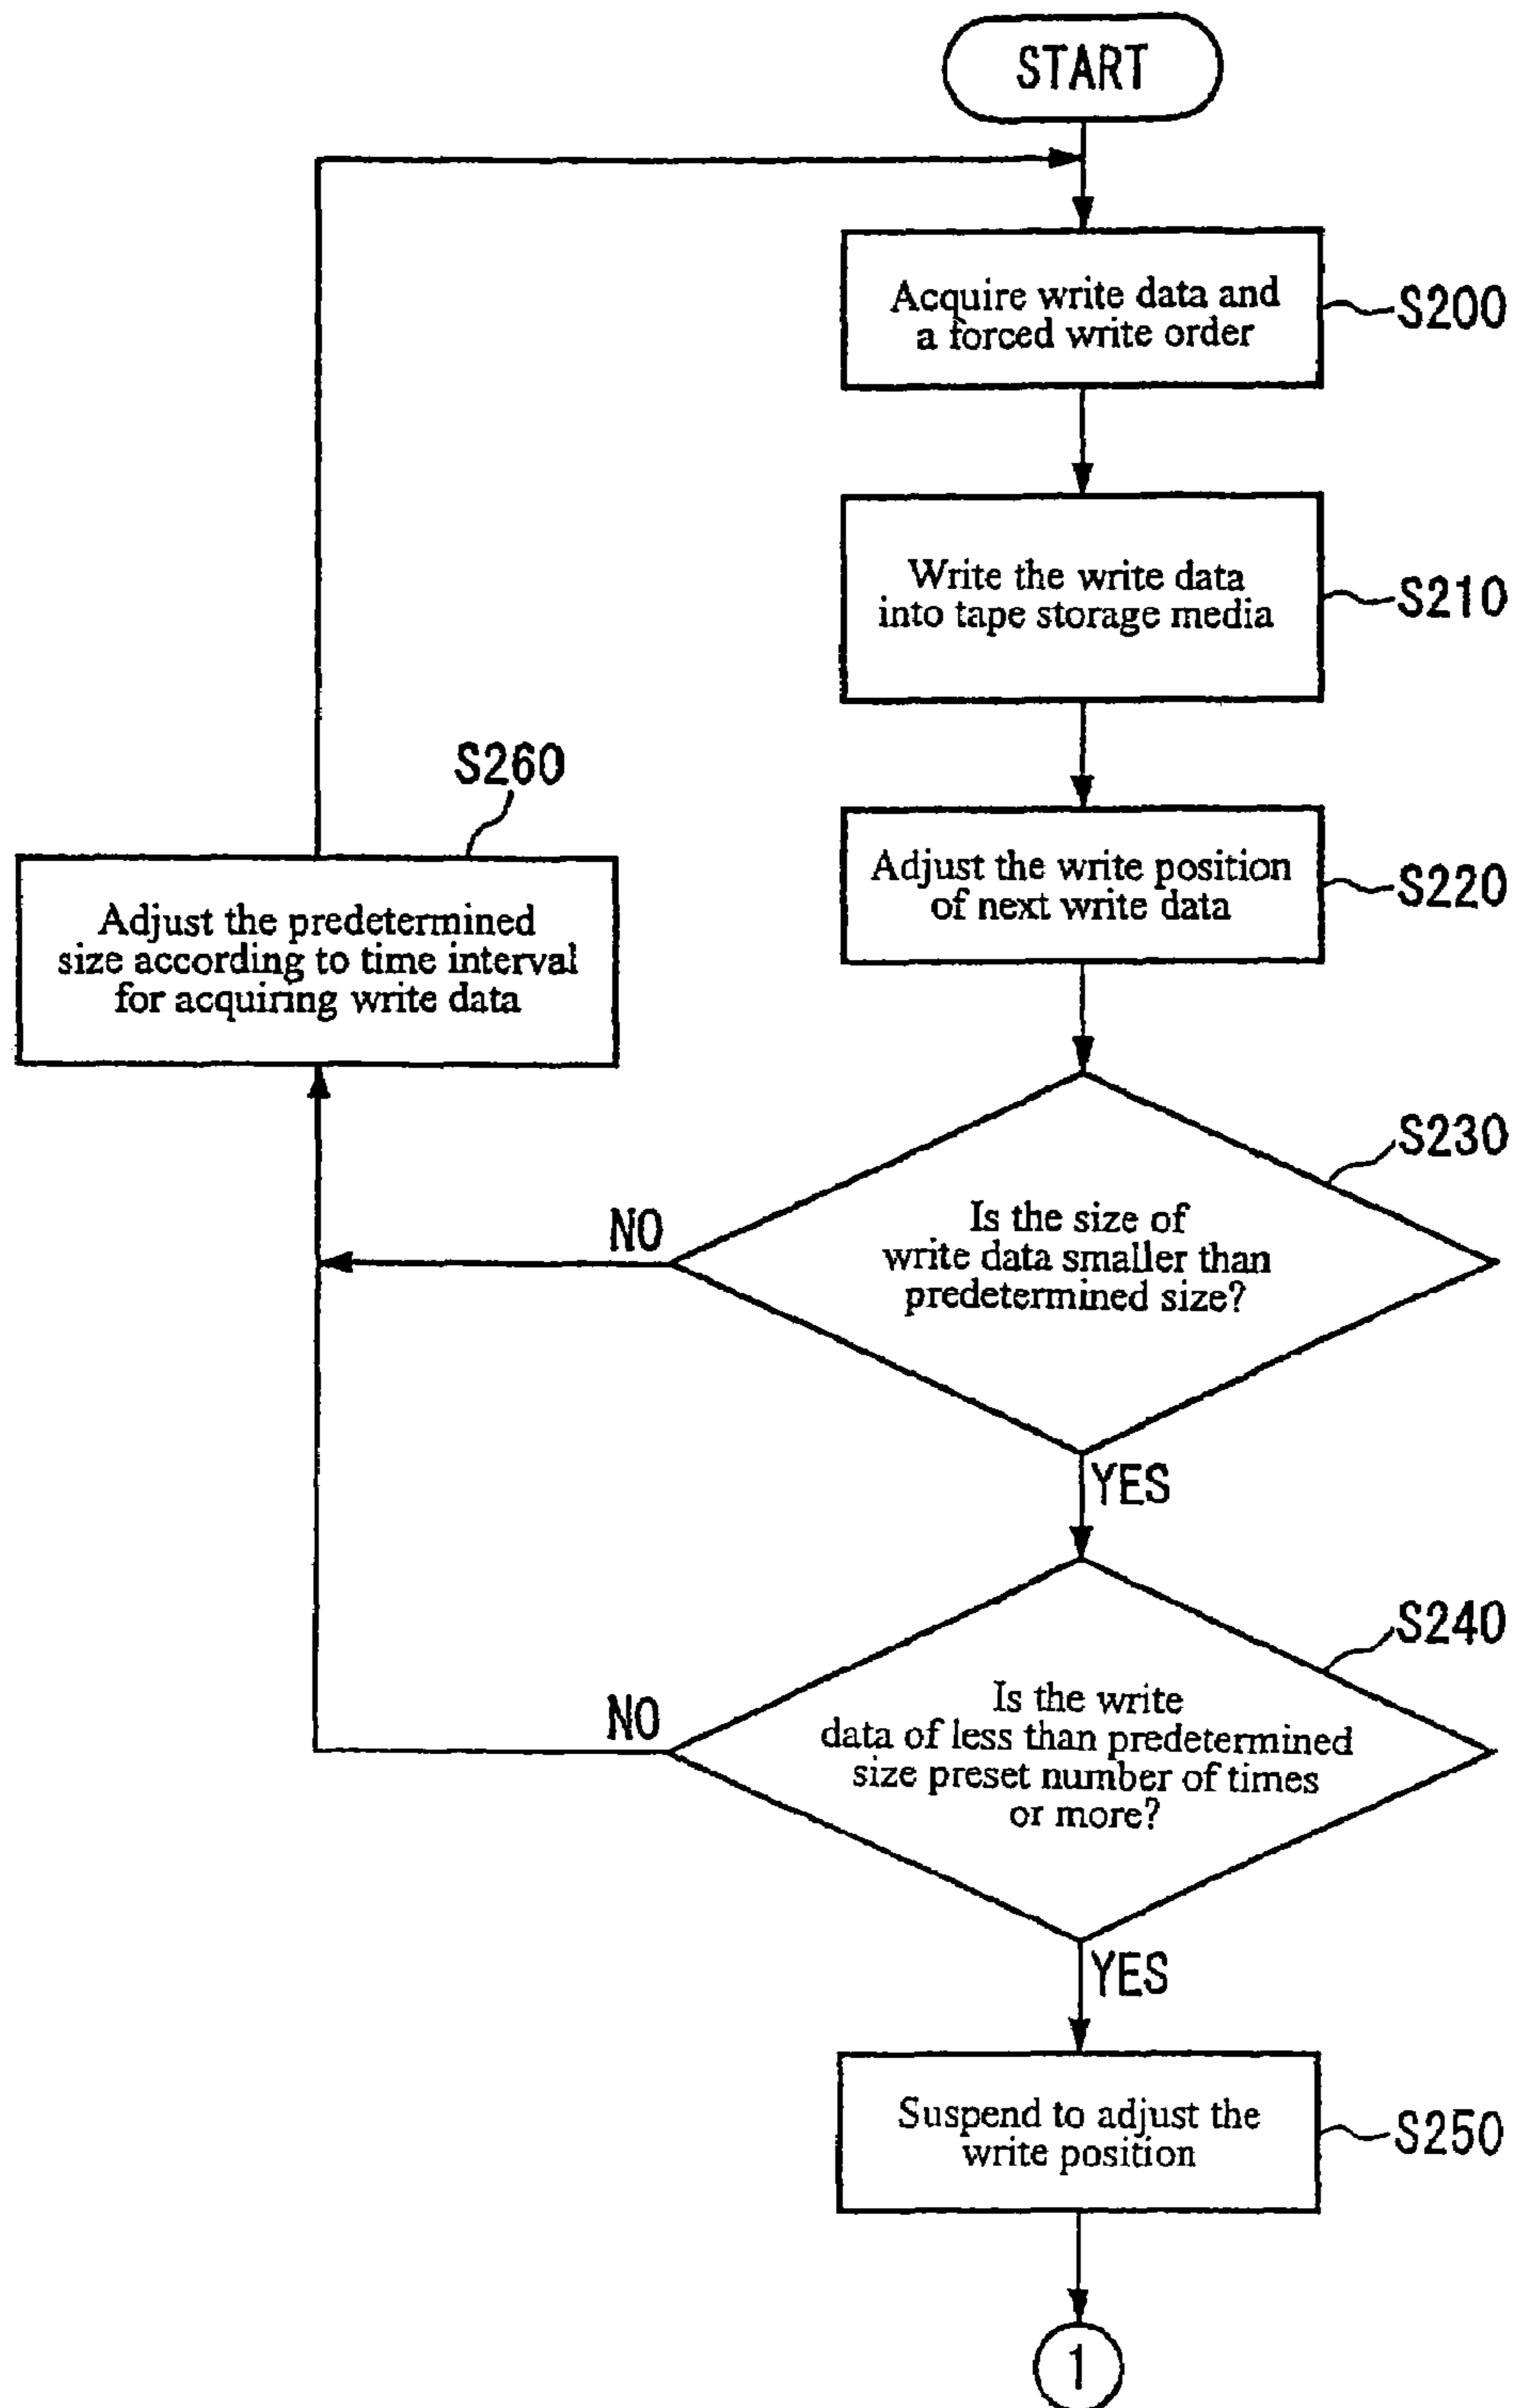 START
Acquire write data and
a forced write order
S200
Write the write data
into tape storage media
S210
S260
Adjust the write position
of next write data
S220
Adjust the predetermined
size according to time interval
for acquiring write data
S230
Is the size of
write data smaller than
predetermined size?
NO
YES
S240
Is the write
data of less than predetermined
size preset number of times
or more?
NO
YES
Suspend to adjust the
write position
S250
1